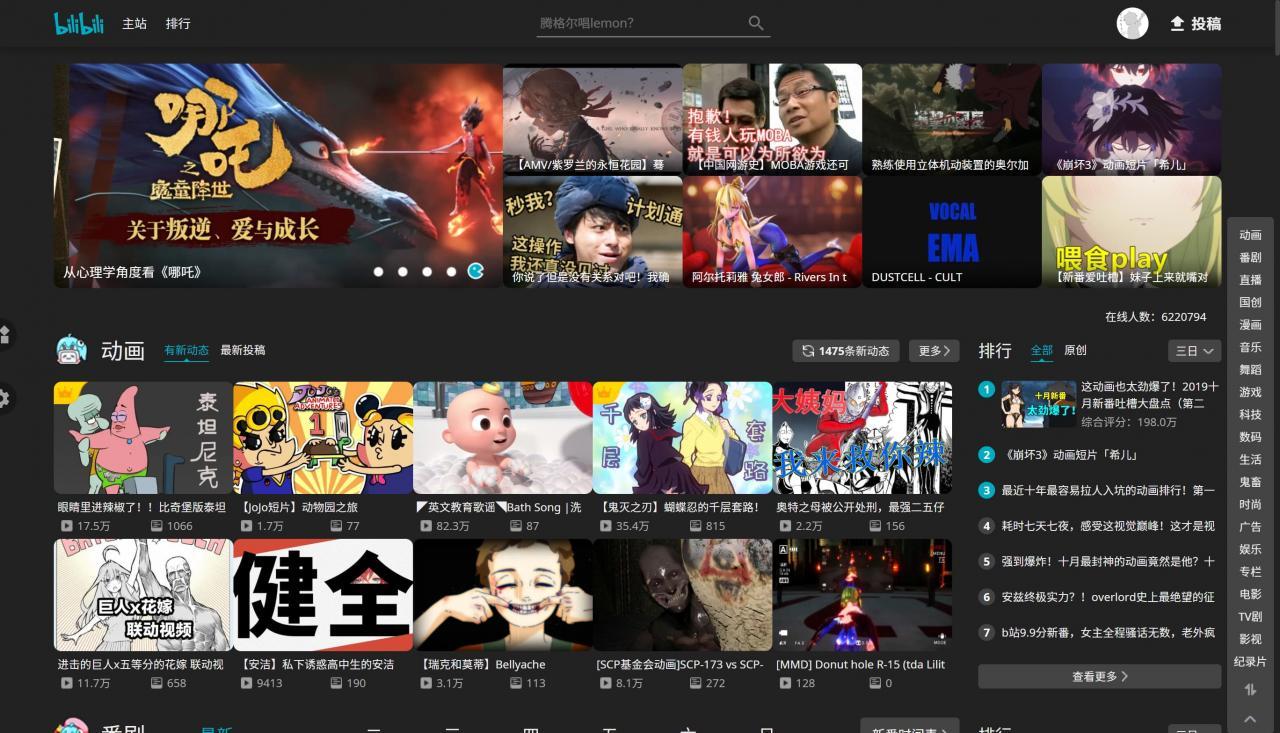 bilibili
主站
排行
腾格尔唱lemon?
投稿
哪吒
之
魔童降世
关于叛逆、爱与成长
从心理学角度看《哪吒》
【AMV/紫罗兰的永恒花园】蓦
抱歉！
有钱人玩MOBA
就是可以为所欲为
【中国网游史】MOBA游戏还可
熟练使用立体机动装置的奥尔加
《崩坏3》动画短片「希儿」
秒我?
计划通
这操作
我还真没见过
你说了但是没有关系对吧！我确
阿尔托莉雅 兔女郎 - Rivers In t
VOCAL
EMA
DUSTCELL - CULT
喂食play
【新番爱吐槽】妹子上来就嘴对
在线人数：6220794
动画
有新动态
最新投稿
1475条新动态
更多
泰坦尼克
眼睛里进辣椒了！！比奇堡版泰坦
17.5万
1066
JoJo's
ANIMATED
ADVENTURES
1
【JoJo短片】动物园之旅
1.7万
77
◤英文教育歌谣◥Bath Song |洗
82.3万
87
千层
套路
【鬼灭之刃】蝴蝶忍的千层套路！
35.4万
815
大姨妈
我来救你辣
奥特之母被公开处刑，最强二五仔
2.2万
156
巨人x花嫁
联动视频
进击的巨人x五等分的花嫁 联动视
11.7万
658
健全
【安洁】私下诱惑高中生的安洁
9413
190
【瑞克和莫蒂】Bellyache
3.1万
113
[SCP基金会动画]SCP-173 vs SCP-
8.1万
272
[MMD] Donut hole R-15 (tda Lilit
128
0
排行
全部
原创
三日
1
十月新番
太劲爆了!
这动画也太劲爆了！2019十
月新番吐槽大盘点（第二
综合评分：198.0万
2
《崩坏3》动画短片「希儿」
3
最近十年最容易拉人入坑的动画排行！第一
4
耗时七天七夜，感受这视觉巅峰！这才是视
5
强到爆炸！十月最封神的动画竟然是他？十
6
安兹终极实力？！overlord史上最绝望的征
7
b站9.9分新番，女主全程骚话无数，老外疯
查看更多
动画
番剧
直播
国创
漫画
音乐
舞蹈
游戏
科技
数码
生活
鬼畜
时尚
广告
娱乐
专栏
电影
TV剧
影视
纪录片
番剧
最新
一
二
三
四
五
六
日
新番时间表
排行
三日